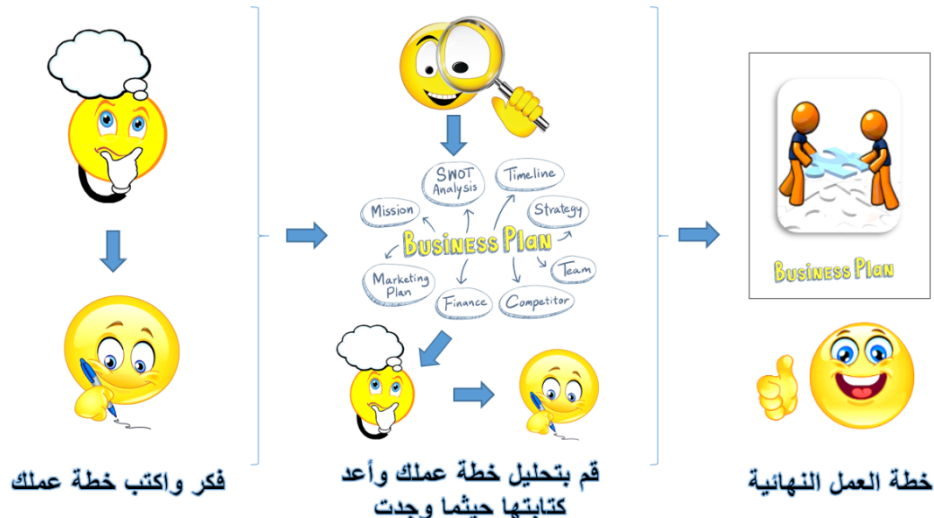 SWOT
Analysis
Timeline
Mission
Strategy
Business Plan
Marketing
Plan
Team
Finance
Competitor
Business Plan
فكر واكتب خطة عملك
قم بتحليل خطة عملك وأعد
كتابتها حيثما وجدت
خطة العمل النهائية